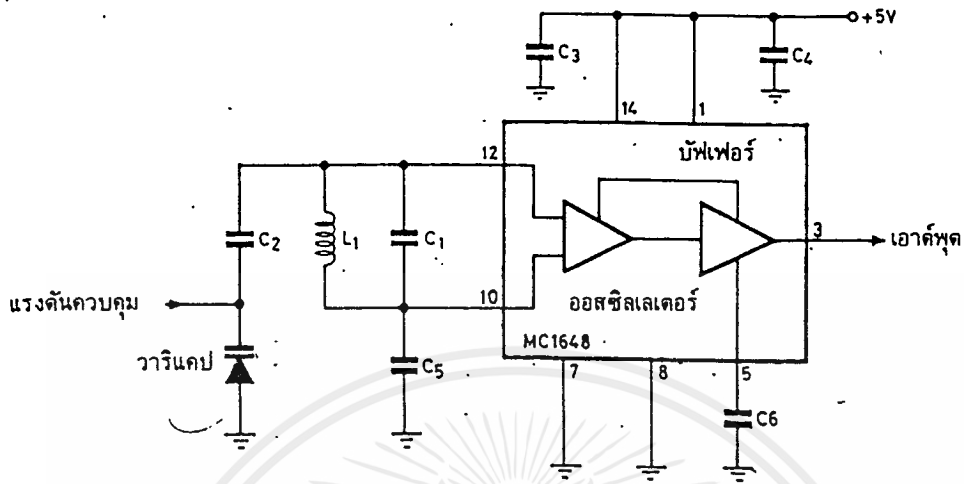 +5V
C3
C4
14
1
12
บัฟเฟอร์
C2
L1
C1
3
เอาต์พุต
แรงดันควบคุม
10
ออสซิลเลเตอร์
วาริแคป
C5
MC1648
7
8
5
C6